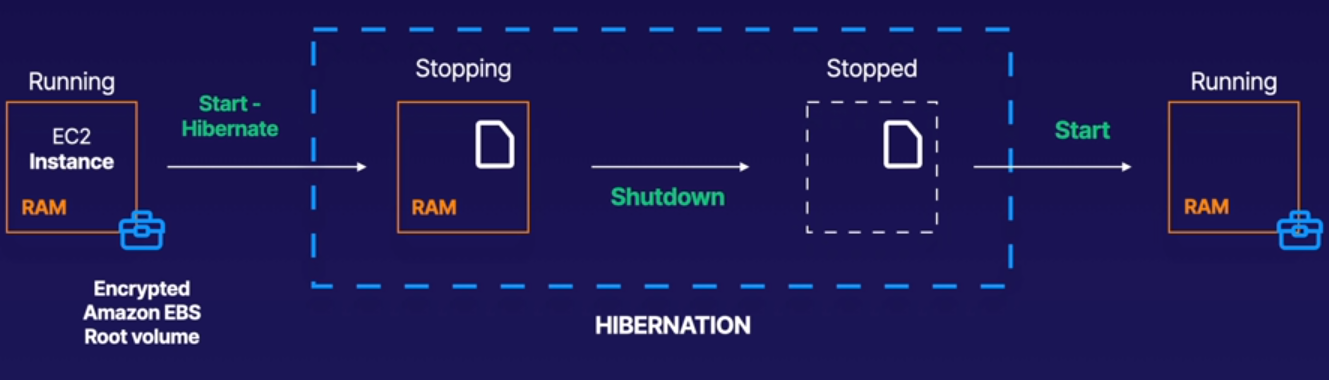 Running
EC2
Instance
RAM
Encrypted
Amazon EBS
Root volume
Start -
Hibernate
Stopping
RAM
Shutdown
Stopped
HIBERNATION
Start
Running
RAM